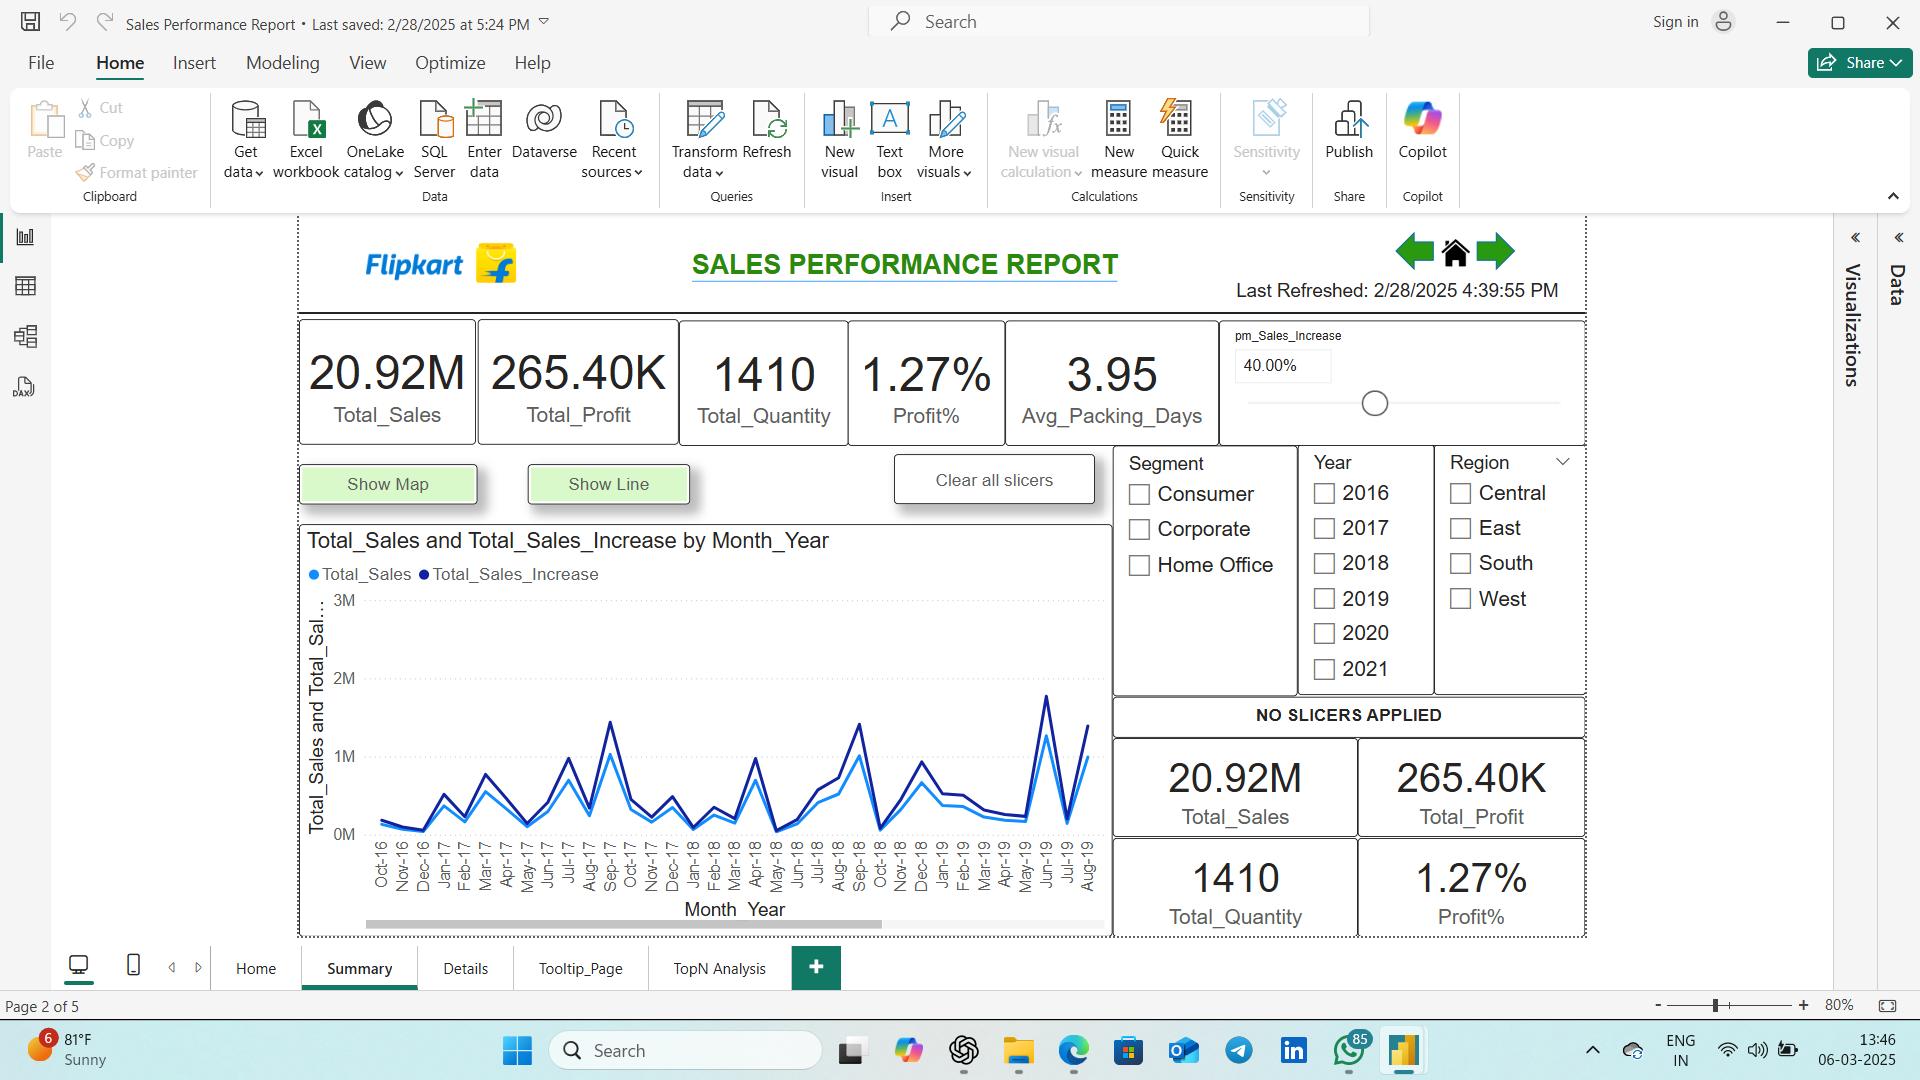 Sales Performance Report • Last saved: 2/28/2025 at 5:24 PM
Search
Sign in
File
Home
Insert
Modeling
View
Optimize
Help
Share
Paste
Cut
Copy
Format painter
Clipboard
Get data
Excel workbook
OneLake catalog
SQL Server
Enter data
Dataverse
Recent sources
Data
Transform data
Refresh
Queries
New visual
A
Text box
More visuals
Insert
New visual calculation
New measure
Quick measure
Calculations
Sensitivity
Sensitivity
Publish
Share
Copilot
Copilot
DAX
Flipkart
SALES PERFORMANCE REPORT
Last Refreshed: 2/28/2025 4:39:55 PM
Visualizations
Data
20.92M
Total_Sales
265.40K
Total_Profit
1410
Total_Quantity
1.27%
Profit%
3.95
Avg_Packing_Days
pm_Sales_Increase
40.00%
Show Map
Show Line
Clear all slicers
Segment
Consumer
Corporate
Home Office
Year
2016
2017
2018
2019
2020
2021
Region
Central
East
South
West
Total_Sales and Total_Sales_Increase by Month_Year
Total_Sales Total_Sales_Increase
Total_Sales and Total_Sal...
3M
2M
1M
0M
Oct-16
Nov-16
Dec-16
Jan-17
Feb-17
Mar-17
Apr-17
May-17
Jun-17
Jul-17
Aug-17
Sep-17
Oct-17
Nov-17
Dec-17
Jan-18
Feb-18
Mar-18
Apr-18
May-18
Jun-18
Jul-18
Aug-18
Sep-18
Oct-18
Nov-18
Dec-18
Jan-19
Feb-19
Mar-19
Apr-19
May-19
Jun-19
Jul-19
Aug-19
Month_Year
NO SLICERS APPLIED
20.92M
Total_Sales
265.40K
Total_Profit
1410
Total_Quantity
1.27%
Profit%
Home
Summary
Details
Tooltip_Page
TopN Analysis
+
Page 2 of 5
- + 80%
6
81°F
Sunny
Search
85
ENG
IN
13:46
06-03-2025